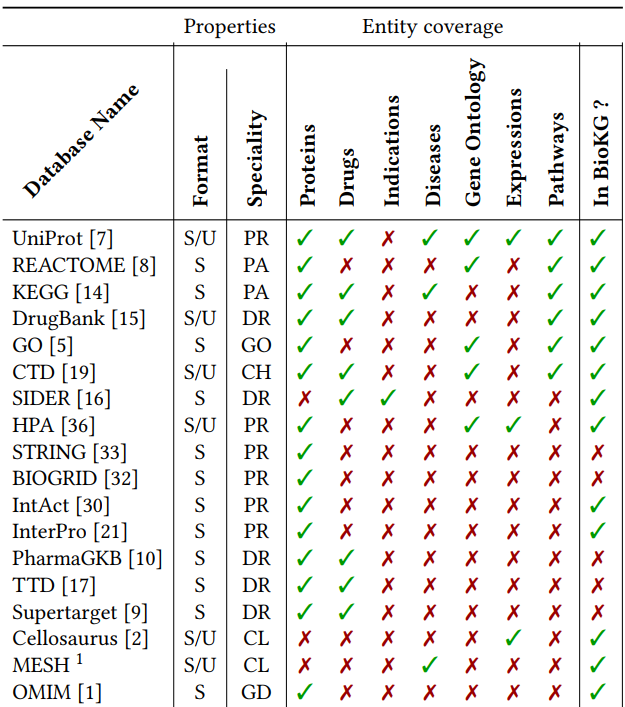 Properties Entity coverage
Database Name Format Speciality Proteins Drugs Indications Diseases Gene Ontology Expressions Pathways In BioKG ?
UniProt [7] S/U PR ✓ ✓ ✗ ✓ ✓ ✓ ✓ ✓
REACTOME [8] S PA ✓ ✗ ✗ ✗ ✓ ✗ ✓ ✓
KEGG [14] S PA ✓ ✓ ✗ ✓ ✗ ✗ ✓ ✓
DrugBank [15] S/U DR ✓ ✓ ✗ ✗ ✗ ✗ ✓ ✓
GO [5] S GO ✓ ✗ ✗ ✗ ✓ ✗ ✓ ✓
CTD [19] S/U CH ✓ ✓ ✗ ✗ ✓ ✗ ✓ ✓
SIDER [16] S DR ✗ ✓ ✓ ✗ ✗ ✗ ✗ ✓
HPA [36] S/U PR ✓ ✗ ✗ ✗ ✓ ✓ ✗ ✓
STRING [33] S PR ✓ ✗ ✗ ✗ ✗ ✗ ✗ ✗
BIOGRID [32] S PR ✓ ✗ ✗ ✗ ✗ ✗ ✗ ✗
IntAct [30] S PR ✓ ✗ ✗ ✗ ✗ ✗ ✗ ✓
InterPro [21] S PR ✓ ✗ ✗ ✗ ✗ ✗ ✗ ✓
PharmaGKB [10] S DR ✓ ✓ ✗ ✗ ✗ ✗ ✗ ✗
TTD [17] S DR ✓ ✓ ✗ ✗ ✗ ✗ ✗ ✗
Supertarget [9] S DR ✓ ✓ ✗ ✗ ✗ ✗ ✗ ✗
Cellosaurus [2] S/U CL ✗ ✗ ✗ ✗ ✗ ✓ ✗ ✓
MESH ¹ S/U CL ✗ ✗ ✗ ✓ ✗ ✗ ✗ ✓
OMIM [1] S GD ✓ ✗ ✗ ✗ ✗ ✗ ✗ ✓